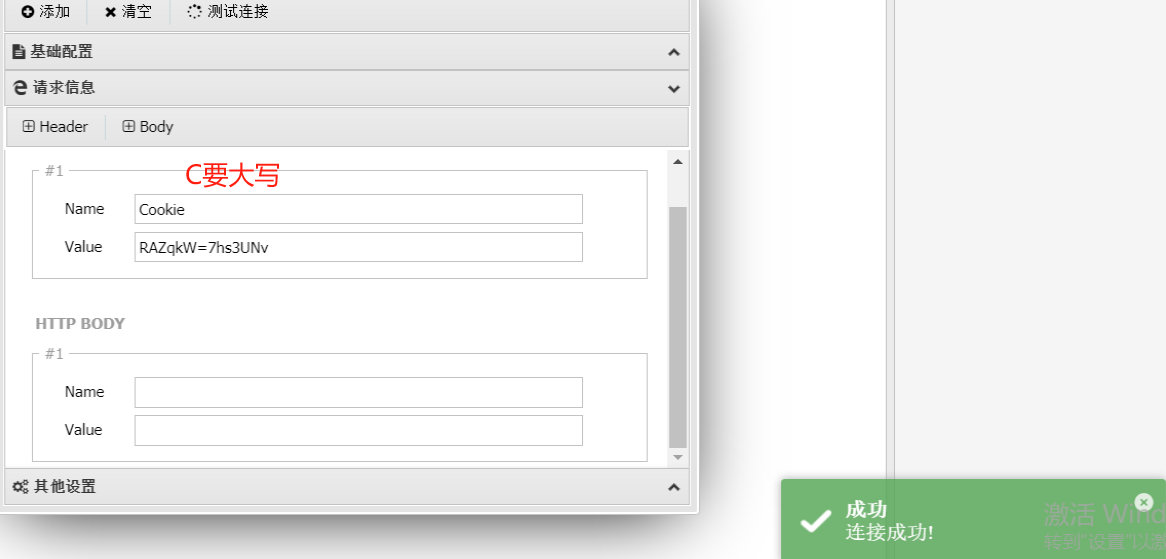 添加 清空 测试连接
基础配置
请求信息
Header Body
#1 C要大写
Name Cookie
Value RAZqkW=7hs3UNv
HTTP BODY
#1
Name
Value
其他设置
成功
连接成功!
激活 Wind
转到"设置"以激